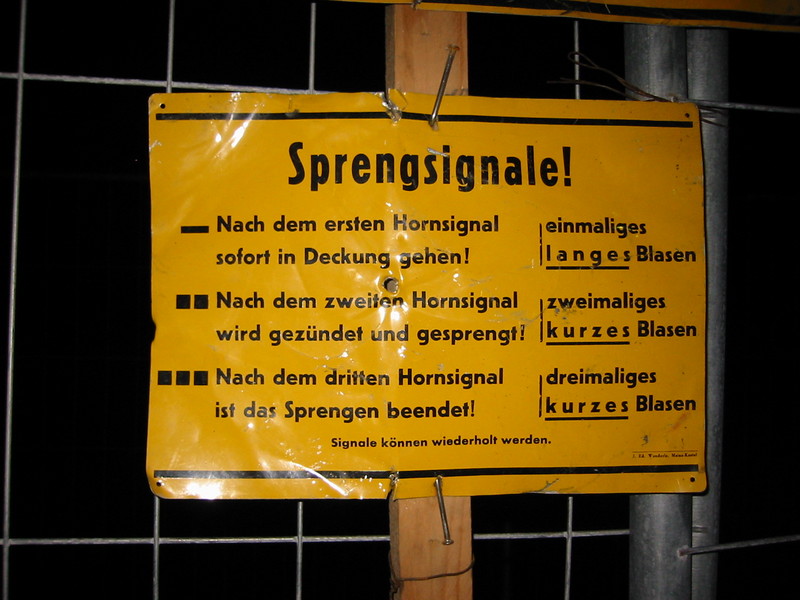 Sprengsignale!
Nach dem ersten Hornsignal
sofort in Deckung gehen!
einmaliges
langes Blasen
Nach dem zweiten Hornsignal
wird gezündet und gesprengt!
zweimaliges
kurzes Blasen
Nach dem dritten Hornsignal
ist das Sprengen beendet!
dreimaliges
kurzes Blasen
Signale können wiederholt werden.